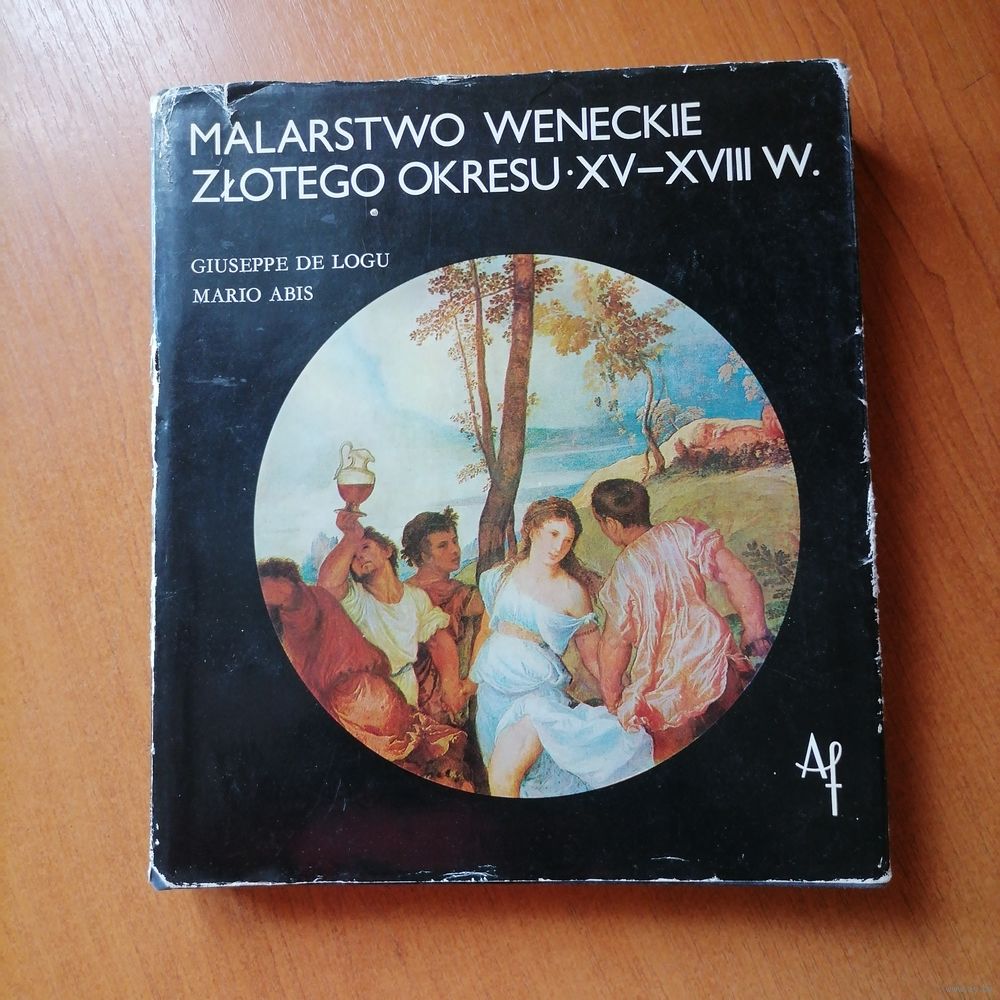 MALARSTWO WENECKIE
ZŁOTEGO OKRESU·XV–XVIII W.
GIUSEPPE DE LOGU
MARIO ABIS
Af